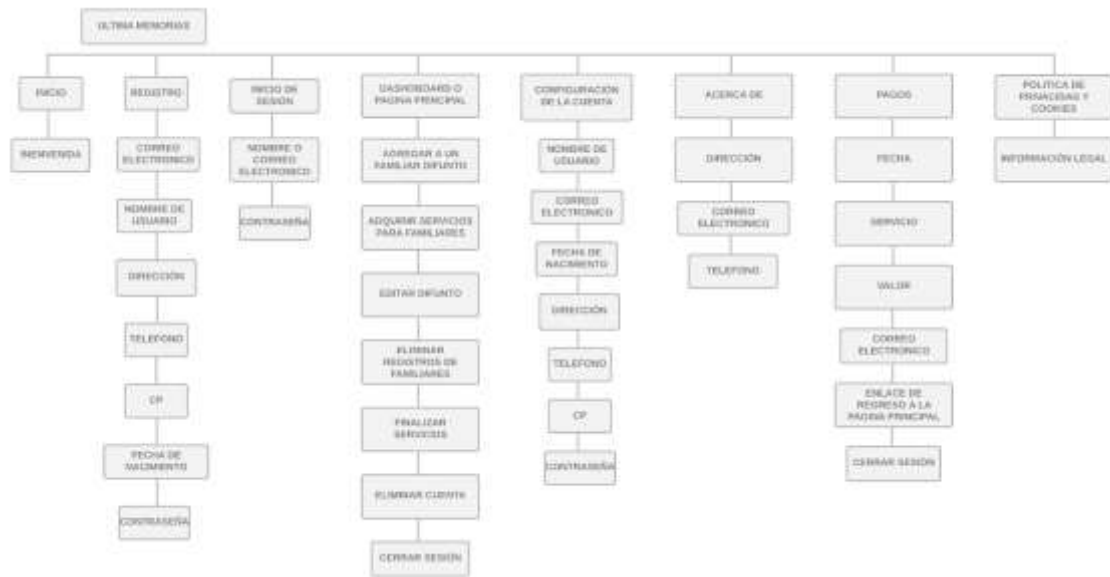 ULTIMA MEMORIAS
INICIO
BIENVENIDA
REGISTRO
CORREO
ELECTRONICO
NOMBRE DE
USUARIO
DIRECCIÓN
TELEFONO
CP
FECHA DE
NACIMIENTO
CONTRASEÑA
INICIO DE
SESIÓN
NOMBRE O
CORREO
ELECTRONICO
CONTRASEÑA
DASHBOARD O
PAGINA PRINCIPAL
AGREGAR A UN
FAMILIAR DIFUNTO
ADQUIRIR SERVICIOS
PARA FAMILIARES
EDITAR DIFUNTO
ELIMINAR
REGISTROS DE
FAMILIARES
FINALIZAR
SERVICIOS
ELIMINAR CUENTA
CERRAR SESIÓN
CONFIGURACIÓN
DE LA CUENTA
NOMBRE DE
USUARIO
CORREO
ELECTRONICO
FECHA DE
NACIMIENTO
DIRECCIÓN
TELEFONO
CP
CONTRASEÑA
ACERCA DE
DIRECCIÓN
CORREO
ELECTRONICO
TELEFONO
PAGOS
FECHA
SERVICIO
VALOR
CORREO
ELECTRONICO
ENLACE DE
REGRESO A LA
PAGINA PRINCIPAL
CERRAR SESIÓN
POLITICA DE
PRIVACIDAD Y
COOKIES
INFORMACIÓN LEGAL